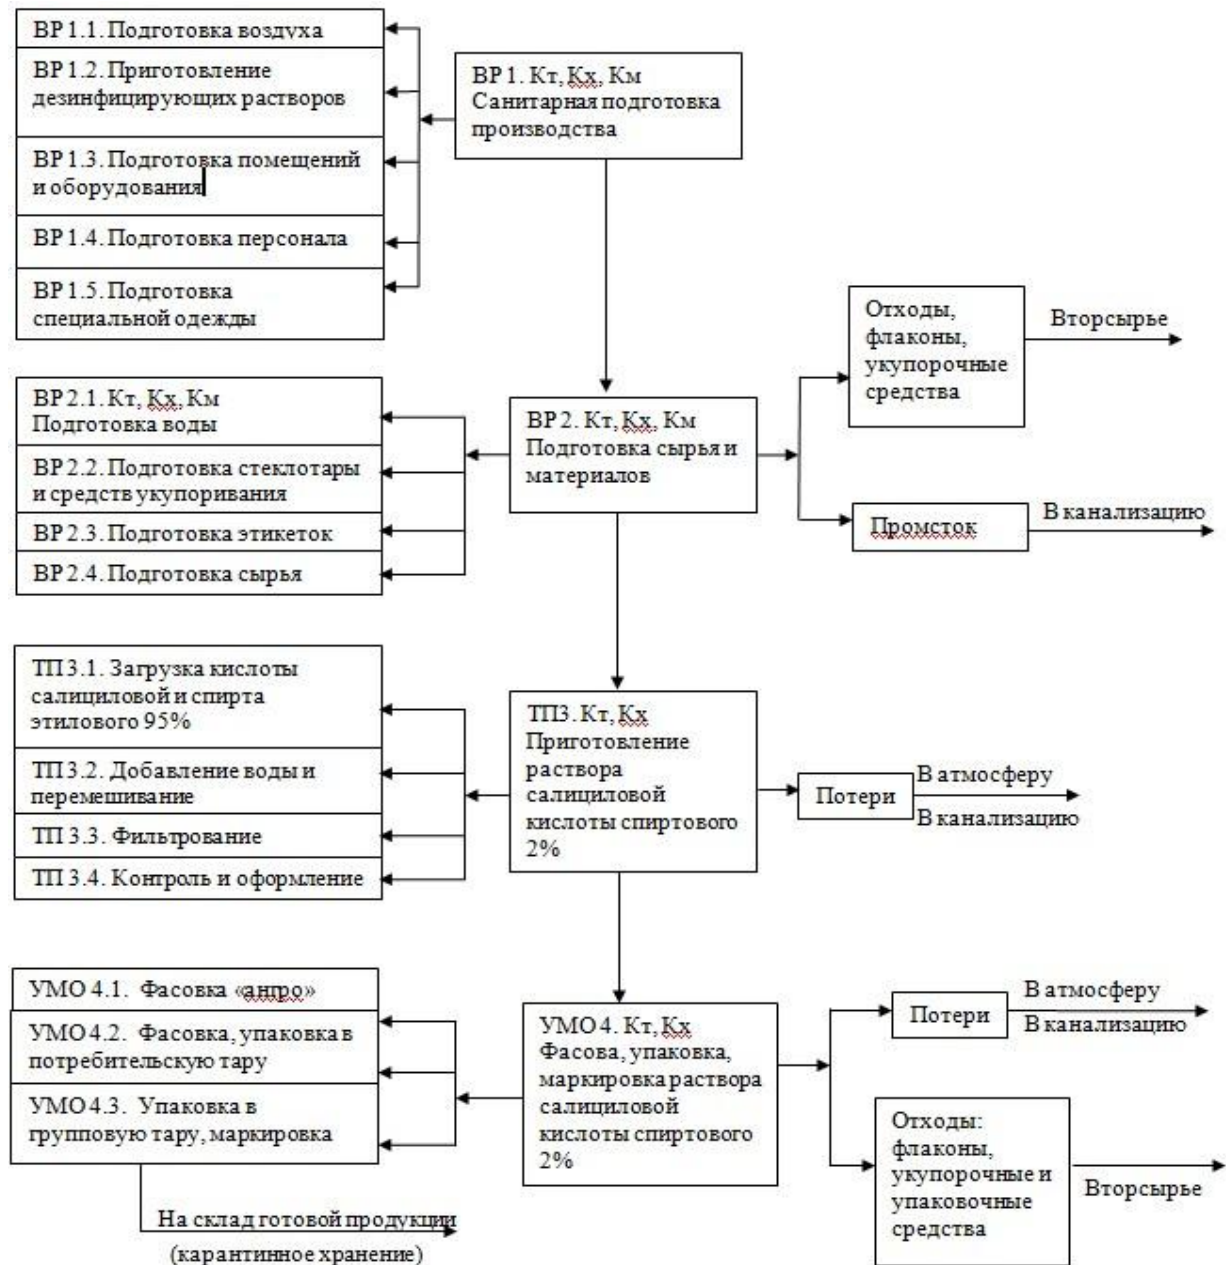 ВР 1.1. Подготовка воздуха
ВР 1.2. Приготовление
дезинфицирующих растворов
ВР 1.3. Подготовка помещений
и оборудования
ВР 1.4. Подготовка персонала
ВР 1.5. Подготовка
специальной одежды
ВР 1. Кт, Кх, Км
Санитарная подготовка
производства
ВР 2.1. Кт, Кх, Км
Подготовка воды
ВР 2.2. Подготовка стеклотары
и средств укупоривания
ВР 2.3. Подготовка этикеток
ВР 2.4. Подготовка сырья
ВР 2. Кт, Кх, Км
Подготовка сырья и
материалов
Отходы,
флаконы,
укупорочные
средства
Вторсырье
Промсток
В канализацию
ТП 3.1. Загрузка кислоты
салициловой и спирта
этилового 95%
ТП 3.2. Добавление воды и
перемешивание
ТП 3.3. Фильтрование
ТП 3.4. Контроль и оформление
ТП3. Кт, Кх
Приготовление
раствора
салициловой
кислоты спиртового
2%
Потери
В атмосферу
В канализацию
УМО 4.1. Фасовка «ангро»
УМО 4.2. Фасовка, упаковка в
потребительскую тару
УМО 4.3. Упаковка в
групповую тару, маркировка
На склад готовой продукции
(карантинное хранение)
УМО 4. Кт, Кх
Фасова, упаковка,
маркировка раствора
салициловой
кислоты спиртового
2%
Потери
В атмосферу
В канализацию
Отходы:
флаконы,
укупорочные и
упаковочные
средства
Вторсырье